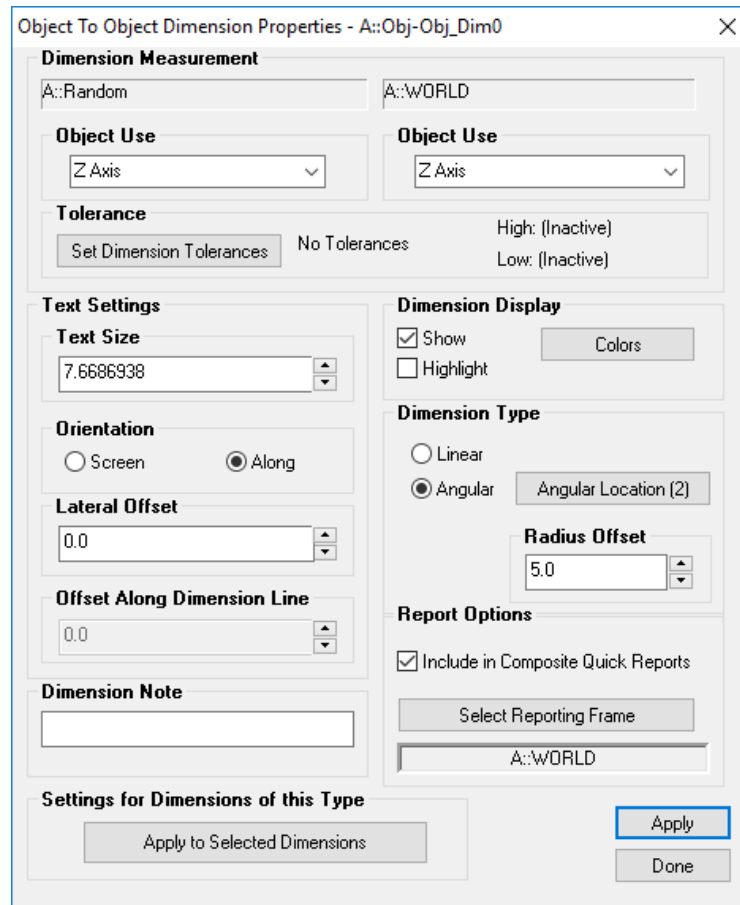 Object To Object Dimension Properties - A::Obj-Obj_Dim0
Dimension Measurement
A::Random
A::WORLD
Object Use
Z Axis
Object Use
Z Axis
Tolerance
Set Dimension Tolerances
No Tolerances
High: (Inactive)
Low: (Inactive)
Text Settings
Text Size
7.6686938
Orientation
Screen
Along
Lateral Offset
0.0
Offset Along Dimension Line
0.0
Dimension Note
Dimension Display
Show
Highlight
Colors
Dimension Type
Linear
Angular
Angular Location (2)
Radius Offset
5.0
Report Options
Include in Composite Quick Reports
Select Reporting Frame
A::WORLD
Settings for Dimensions of this Type
Apply to Selected Dimensions
Apply
Done